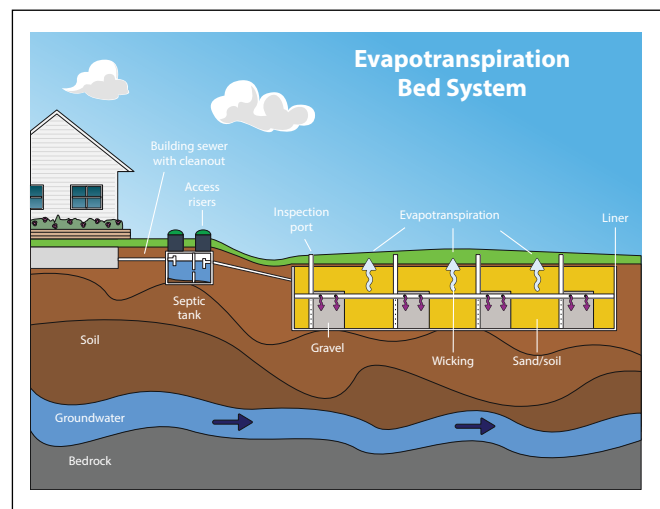 Evapotranspiration
Bed System
Building sewer
with cleanout
Access
risers
Inspection
port
Evapotranspiration
Liner
Septic
tank
Soil
Gravel
Wicking
Sand/soil
Groundwater
Bedrock